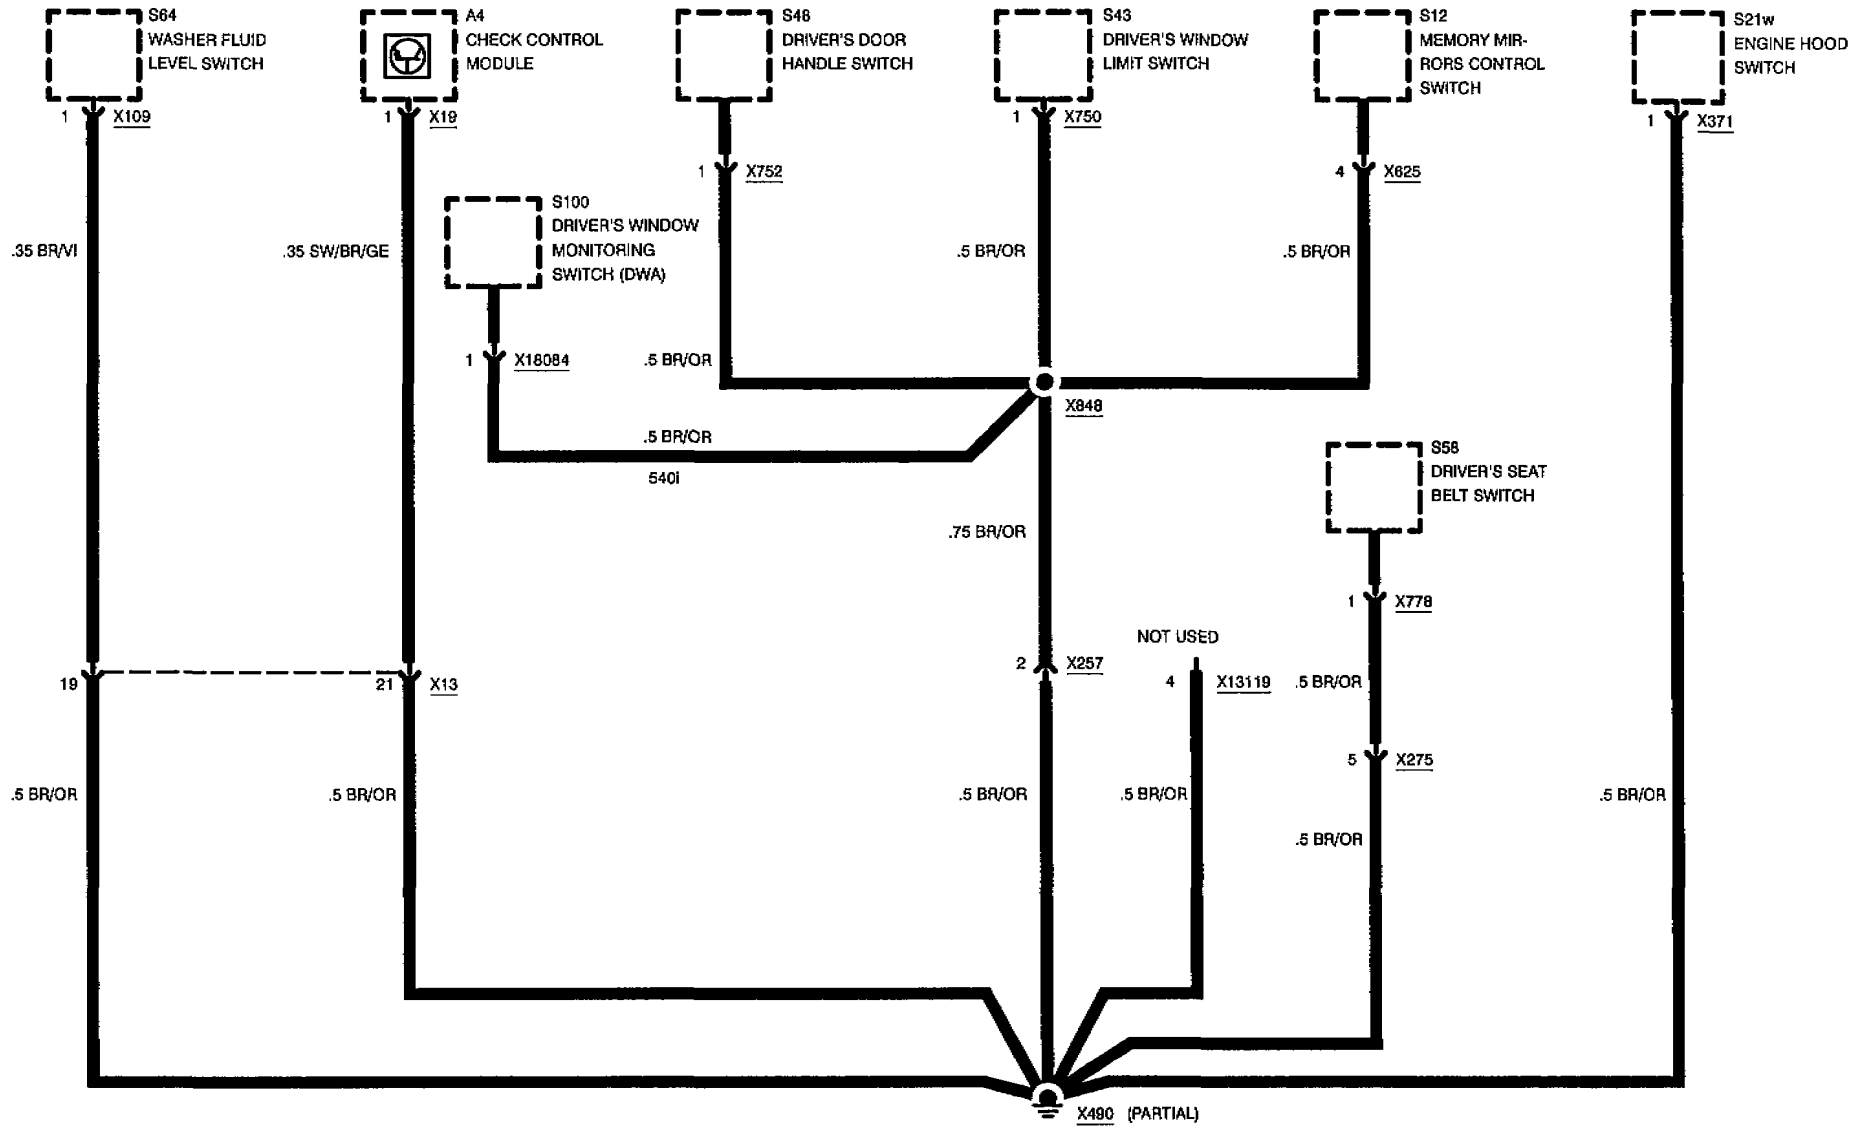 S64
WASHER FLUID
LEVEL SWITCH
A4
CHECK CONTROL
MODULE
S48
DRIVER'S DOOR
HANDLE SWITCH
S43
DRIVER'S WINDOW
LIMIT SWITCH
S12
MEMORY MIR-
RORS CONTROL
SWITCH
S21w
ENGINE HOOD
SWITCH
1 X109
1 X19
1 X750
1 X371
1 X752
4 X625
S100
DRIVER'S WINDOW
MONITORING
SWITCH (DWA)
.35 BR/VI
.35 SW/BR/GE
.5 BR/OR
.5 BR/OR
1 X18084
.5 BR/OR
X848
.5 BR/OR
540i
S58
DRIVER'S SEAT
BELT SWITCH
.75 BR/OR
1 X778
NOT USED
2 X257
19
21 X13
4 X13119
.5 BR/OR
5 X275
.5 BR/OR
.5 BR/OR
.5 BR/OR
.5 BR/OR
.5 BR/OR
.5 BR/OR
X490 (PARTIAL)